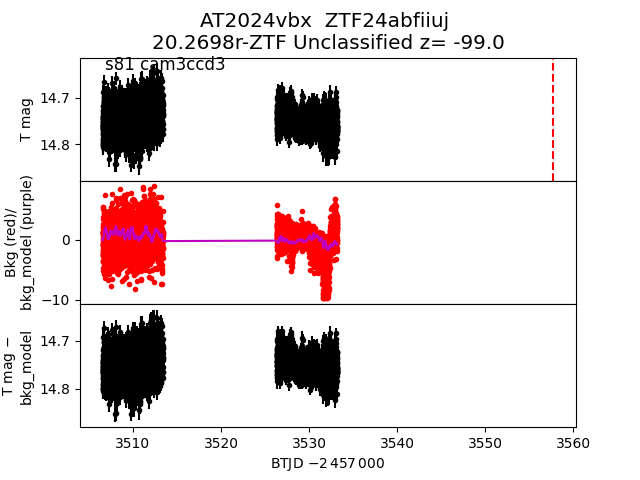 AT2024vbx  ZTF24abfiiuj
20.2698r-ZTF Unclassified z= -99.0
s81 cam3ccd3
14.7
14.8
T mag
0
−10
Bkg (red)/
bkg_model (purple)
14.7
14.8
T mag −
bkg_model
3510 3520 3530 3540 3550 3560
BTJD −2 457 000